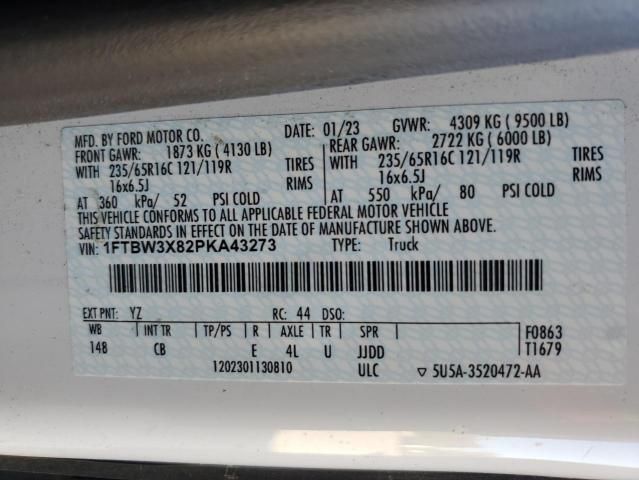 MFD. BY FORD MOTOR CO. DATE: 01/23 GVWR: 4309 KG ( 9500 LB)
FRONT GAWR: 1873 KG ( 4130 LB) REAR GAWR: 2722 KG ( 6000 LB)
WITH 235/65R16C 121/119R TIRES WITH 235/65R16C 121/119R TIRES
16x6.5J RIMS 16x6.5J RIMS
AT 360 kPa/ 52 PSI COLD AT 550 kPa/ 80 PSI COLD
THIS VEHICLE CONFORMS TO ALL APPLICABLE FEDERAL MOTOR VEHICLE
SAFETY STANDARDS IN EFFECT ON THE DATE OF MANUFACTURE SHOWN ABOVE.
VIN: 1FTBW3X82PKA43273 TYPE: Truck
EXT PNT: YZ RC: 44 DSO:
WB INT TR TP/PS R AXLE TR SPR F0863
148 CB E 4L U JJDD T1679
1202301130810 ULC ▽ 5U5A-3520472-AA